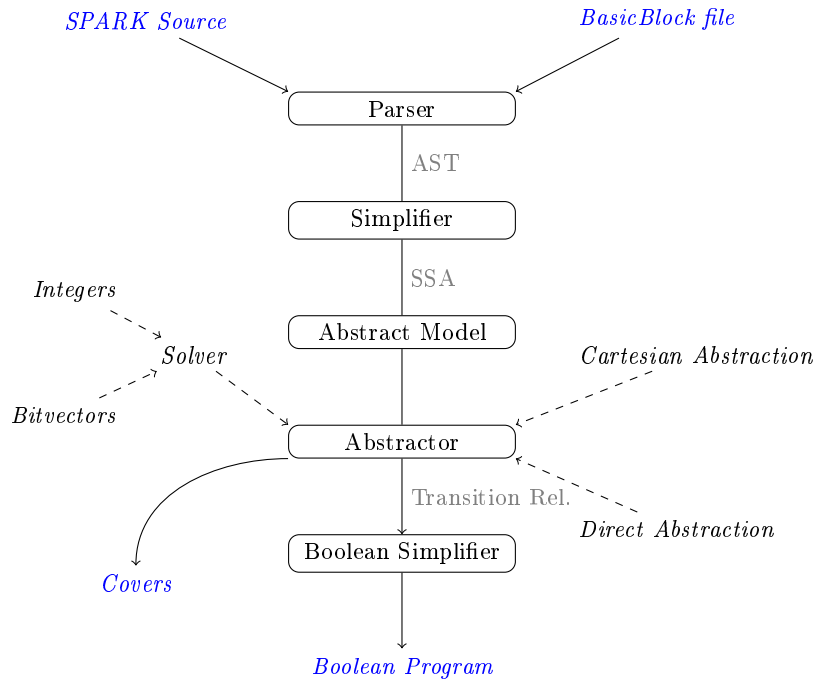 SPARK Source
BasicBlock file
Parser
AST
Simplifier
SSA
Integers
Abstract Model
Solver
Cartesian Abstraction
Bitvectors
Abstractor
Transition Rel.
Direct Abstraction
Boolean Simplifier
Covers
Boolean Program